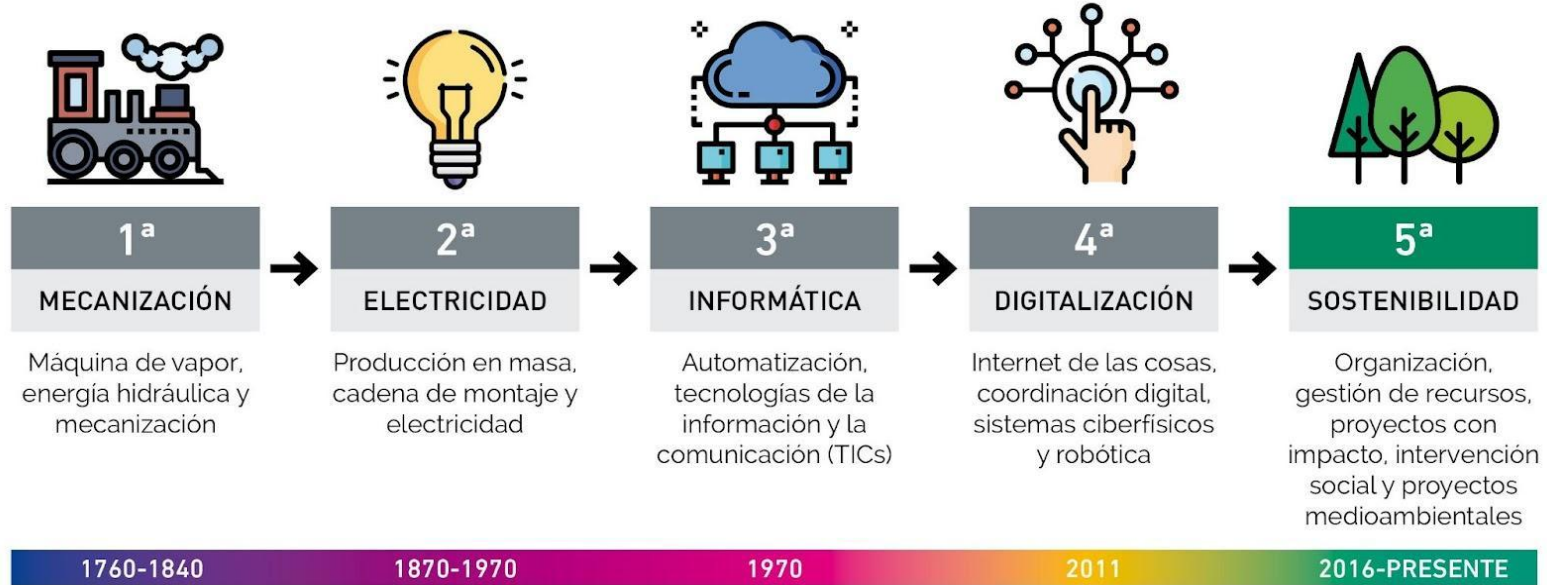 1ª
MECANIZACIÓN
Máquina de vapor,
energía hidráulica y
mecanización
2ª
ELECTRICIDAD
Producción en masa,
cadena de montaje y
electricidad
3ª
INFORMÁTICA
Automatización,
tecnologías de la
información y la
comunicación (TICs)
4ª
DIGITALIZACIÓN
Internet de las cosas,
coordinación digital,
sistemas ciberfísicos
y robótica
5ª
SOSTENIBILIDAD
Organización,
gestión de recursos,
proyectos con
impacto, intervención
social y proyectos
medioambientales
1760-1840
1870-1970
1970
2011
2016-PRESENTE